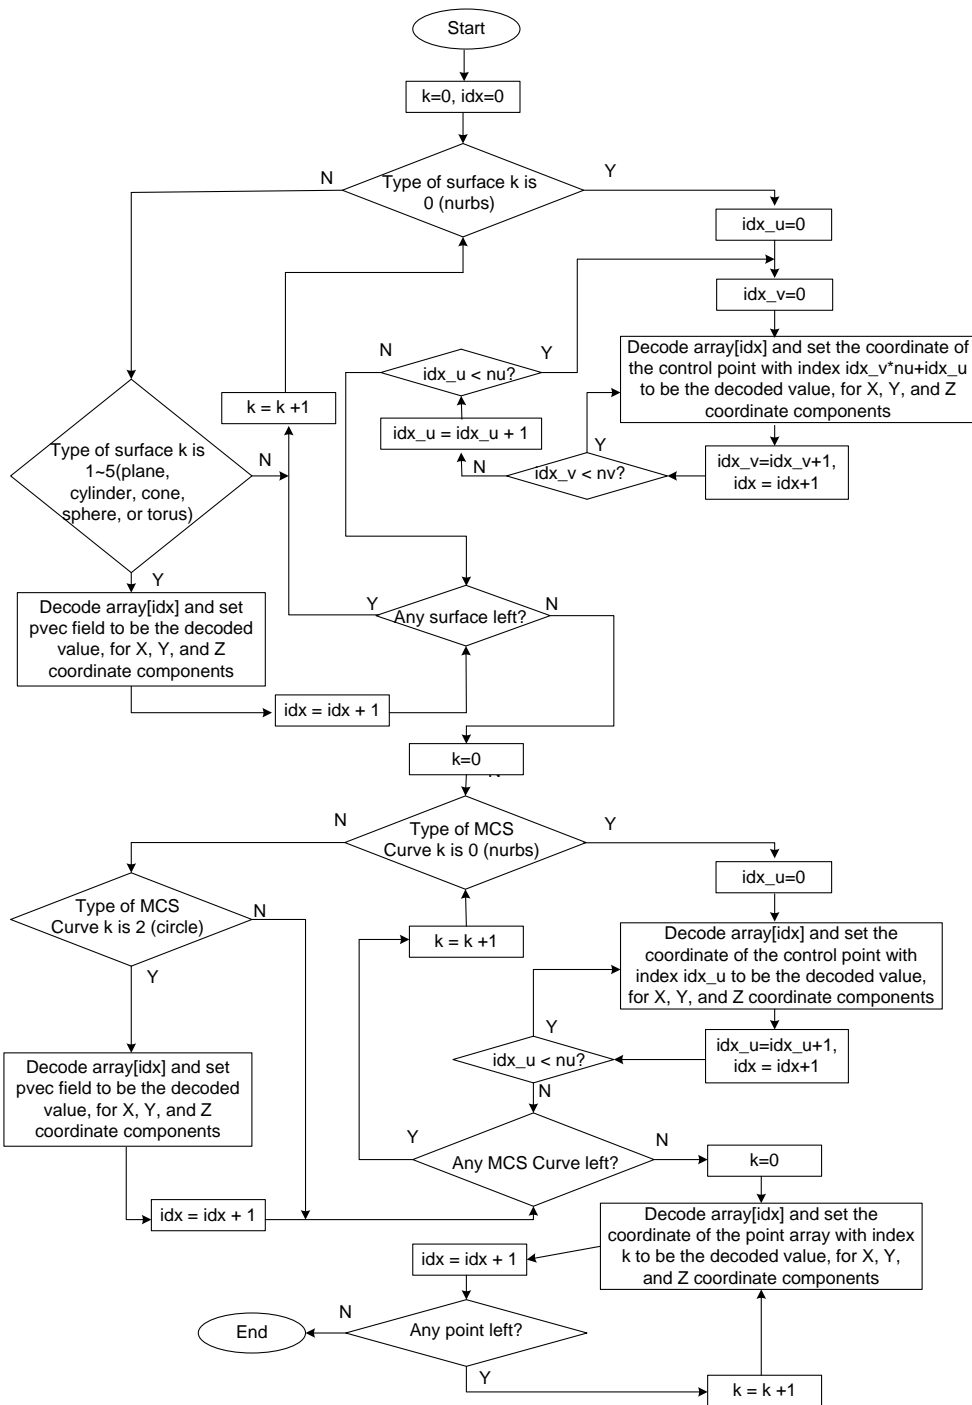 Start
k=0, idx=0
N
Y
Type of surface k is
0 (nurbs)
idx_u=0
idx_v=0
Decode array[idx] and set the coordinate of
the control point with index idx_v*nu+idx_u
to be the decoded value, for X, Y, and Z
coordinate components
N
Y
idx_u < nu?
k = k +1
idx_u = idx_u + 1
Y
N
idx_v < nv?
idx_v=idx_v+1,
idx = idx+1
Type of surface k is
1~5(plane,
cylinder, cone,
sphere, or torus)
N
Y
Decode array[idx] and set
pvec field to be the decoded
value, for X, Y, and Z
coordinate components
Y
N
Any surface left?
idx = idx + 1
k=0
N
Y
Type of MCS
Curve k is 0 (nurbs)
idx_u=0
Type of MCS
Curve k is 2 (circle)
N
Y
k = k +1
Decode array[idx] and set the
coordinate of the control point with
index idx_u to be the decoded value,
for X, Y, and Z coordinate components
Y
idx_u < nu?
N
idx_u=idx_u+1,
idx = idx+1
Decode array[idx] and set
pvec field to be the decoded
value, for X, Y, and Z
coordinate components
Y
N
Any MCS Curve left?
k=0
idx = idx + 1
Decode array[idx] and set the
coordinate of the point array with index
k to be the decoded value, for X, Y,
and Z coordinate components
idx = idx + 1
N
End
Any point left?
Y
k = k +1